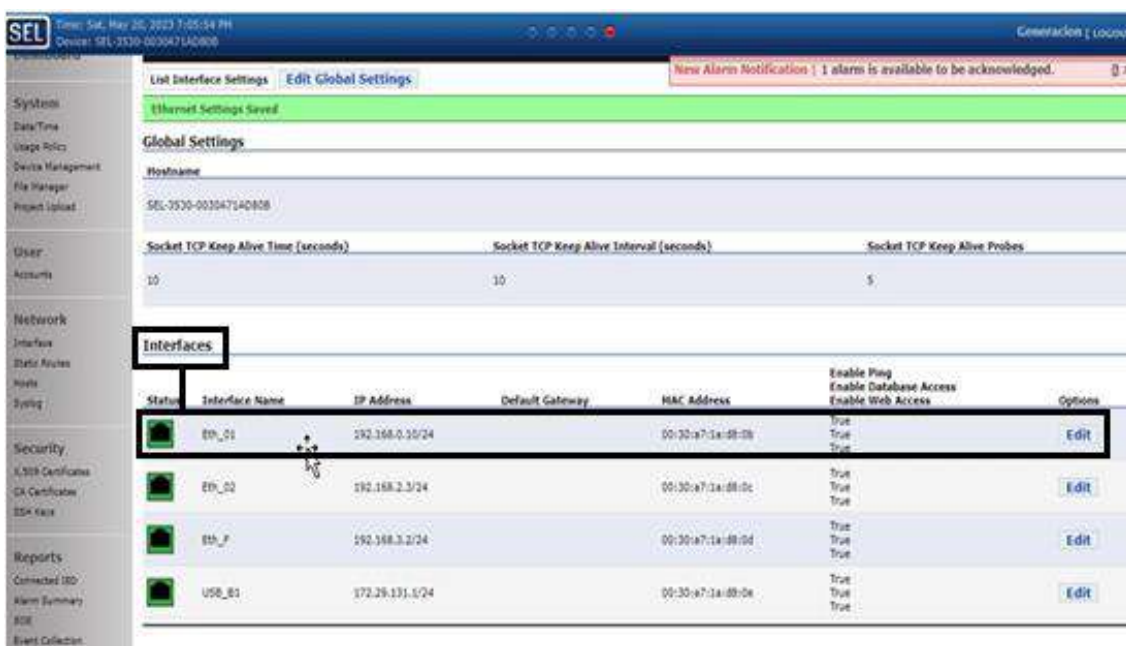 SEL
Time: Sat, May 20, 2023 7:05:54 PM
Device: SEL-3530-0030471AD80B
Generacion [
List Interface Settings
Edit Global Settings
New Alarm Notification | 1 alarm is available to be acknowledged.
System
Date/Time
Usage Policy
Device Management
File Manager
Project Upload
User
Accounts
Network
Interface
Static Routes
Hosts
Syslog
Security
X.509 Certificates
CA Certificates
SSH Keys
Reports
Connected IED
Alarm Summary
SOE
Event Collection
Ethernet Settings Saved
Global Settings
Hostname
SEL-3530-0030471AD80B
Socket TCP Keep Alive Time (seconds) Socket TCP Keep Alive Interval (seconds) Socket TCP Keep Alive Probes
10 10 5
Interfaces
Enable Ping
Enable Database Access
Status Interface Name IP Address Default Gateway MAC Address Enable Web Access Options
True
Eth_01 192.168.0.10/24 00:30:a7:1a:d8:0b True Edit
True
True
Eth_02 192.168.2.3/24 00:30:a7:1a:d8:0c True Edit
True
True
Eth_F 192.168.3.2/24 00:30:a7:1a:d8:0d True Edit
True
True
USB_B1 172.29.131.1/24 00:30:a7:1a:d8:0e True Edit
True